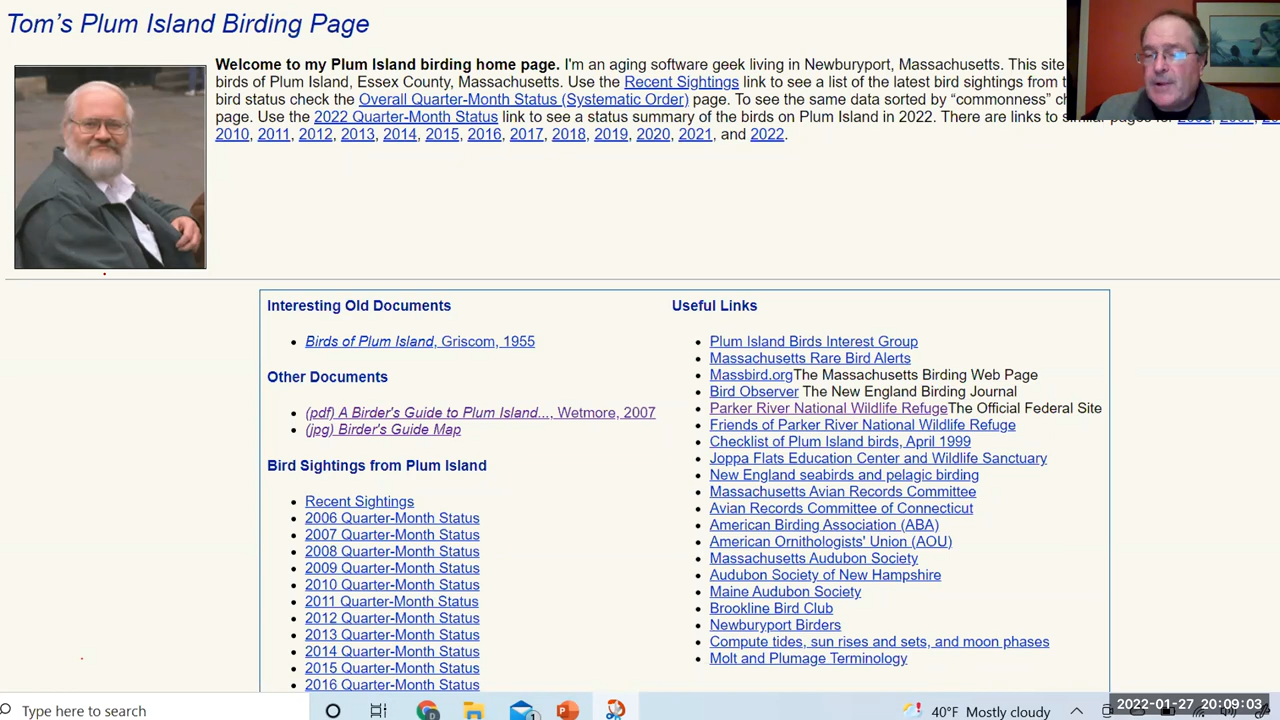 Tom's Plum Island Birding Page
Welcome to my Plum Island birding home page. I'm an aging software geek living in Newburyport, Massachusetts. This site
birds of Plum Island, Essex County, Massachusetts. Use the Recent Sightings link to see a list of the latest bird sightings from
bird status check the Overall Quarter-Month Status (Systematic Order) page. To see the same data sorted by “commonness”
page. Use the 2022 Quarter-Month Status link to see a status summary of the birds on Plum Island in 2022. There are links to similar pages for 2006, 2007,
2010, 2011, 2012, 2013, 2014, 2015, 2016, 2017, 2018, 2019, 2020, 2021, and 2022.
Interesting Old Documents
• Birds of Plum Island, Griscom, 1955
Other Documents
• (pdf) A Birder's Guide to Plum Island..., Wetmore, 2007
• (jpg) Birder's Guide Map
Bird Sightings from Plum Island
• Recent Sightings
• 2006 Quarter-Month Status
• 2007 Quarter-Month Status
• 2008 Quarter-Month Status
• 2009 Quarter-Month Status
• 2010 Quarter-Month Status
• 2011 Quarter-Month Status
• 2012 Quarter-Month Status
• 2013 Quarter-Month Status
• 2014 Quarter-Month Status
• 2015 Quarter-Month Status
• 2016 Quarter-Month Status
Useful Links
• Plum Island Birds Interest Group
• Massachusetts Rare Bird Alerts
• Massbird.orgThe Massachusetts Birding Web Page
• Bird Observer The New England Birding Journal
• Parker River National Wildlife RefugeThe Official Federal Site
• Friends of Parker River National Wildlife Refuge
• Checklist of Plum Island birds, April 1999
• Joppa Flats Education Center and Wildlife Sanctuary
• New England seabirds and pelagic birding
• Massachusetts Avian Records Committee
• Avian Records Committee of Connecticut
• American Birding Association (ABA)
• American Ornithologists' Union (AOU)
• Massachusetts Audubon Society
• Audubon Society of New Hampshire
• Maine Audubon Society
• Brookline Bird Club
• Newburyport Birders
• Compute tides, sun rises and sets, and moon phases
• Molt and Plumage Terminology
Type here to search
1
40°F Mostly cloudy
2022-01-27 20:09:03